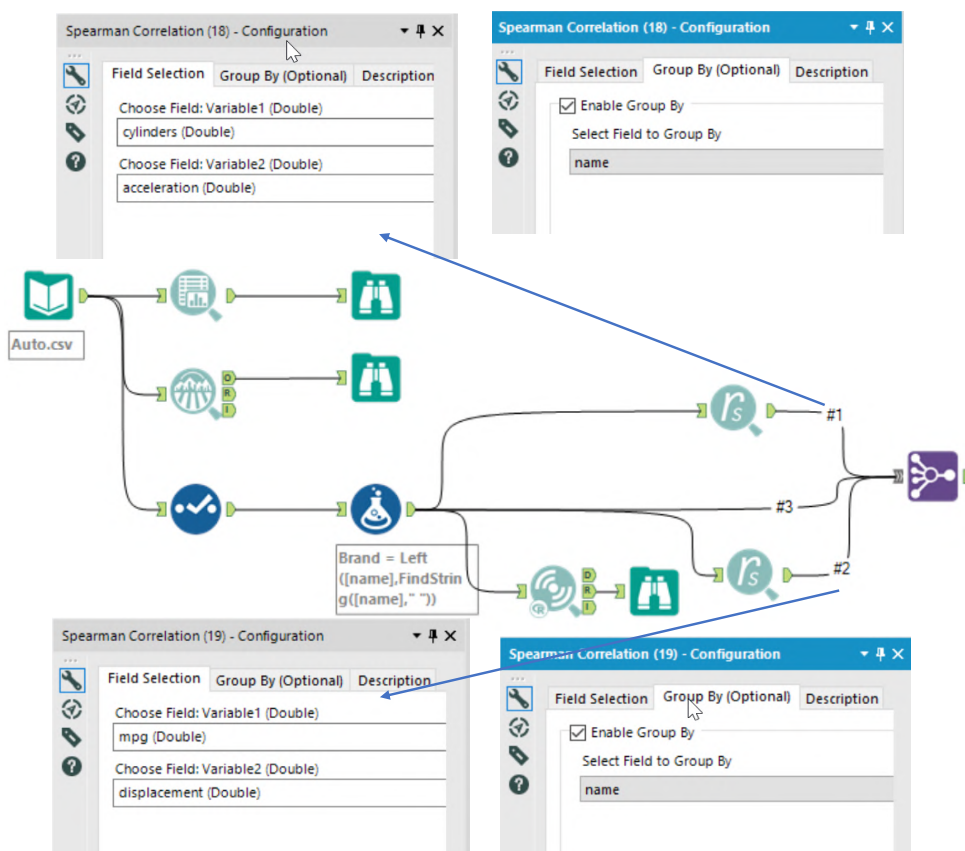 Spearman Correlation (18) - Configuration
Field Selection Group By (Optional) Description
Choose Field: Variable1 (Double)
cylinders (Double)
Choose Field: Variable2 (Double)
acceleration (Double)
Spearman Correlation (18) - Configuration
Field Selection Group By (Optional) Description
Enable Group By
Select Field to Group By
name
Auto.csv
O
R
I
rs
#1
#3
Brand = Left
([name],FindStrin
g([name]," "))
R
D
R
I
rs
#2
Spearman Correlation (19) - Configuration
Field Selection Group By (Optional) Description
Choose Field: Variable1 (Double)
mpg (Double)
Choose Field: Variable2 (Double)
displacement (Double)
Spearman Correlation (19) - Configuration
Field Selection Group By (Optional) Description
Enable Group By
Select Field to Group By
name